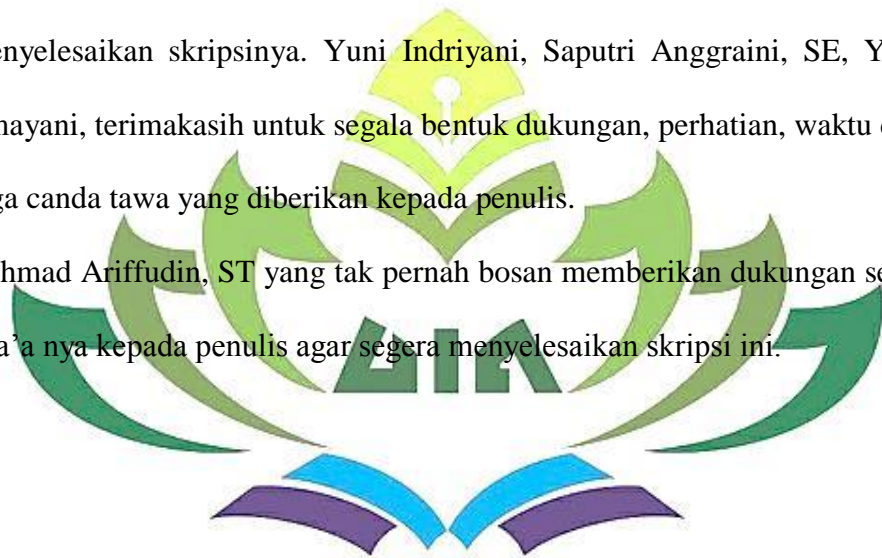 enyelesaikan skripsinya. Yuni Indriyani, Saputri Anggraini, SE, Y
nayani, terimakasih untuk segala bentuk dukungan, perhatian, waktu
ga canda tawa yang diberikan kepada penulis.
hmad Ariffudin, ST yang tak pernah bosan memberikan dukungan se
a’a nya kepada penulis agar segera menyelesaikan skripsi ini.
UIN